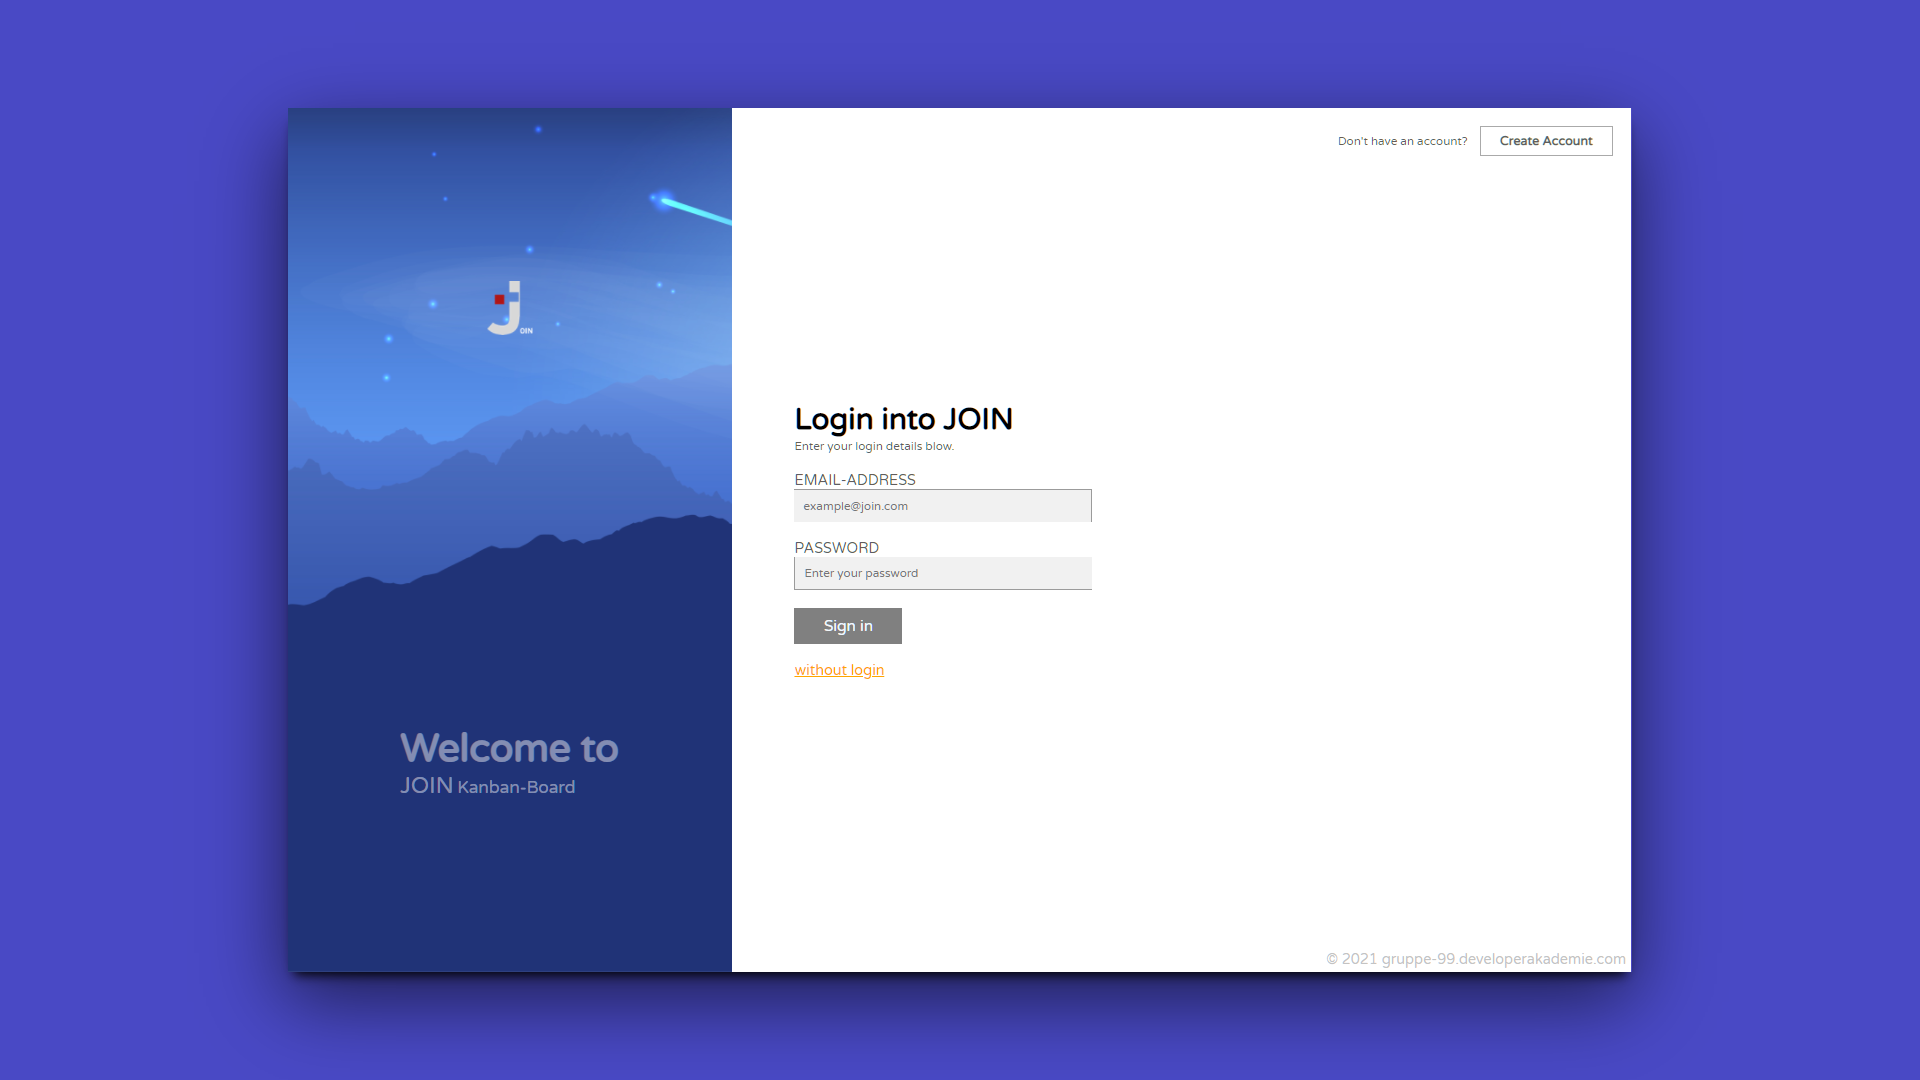 Don't have an account? Create Account
J OIN
Login into JOIN
Enter your login details blow.
EMAIL-ADDRESS
example@join.com
PASSWORD
Enter your password
Sign in
without login
Welcome to
JOIN Kanban-Board
© 2021 gruppe-99.developerakademie.com